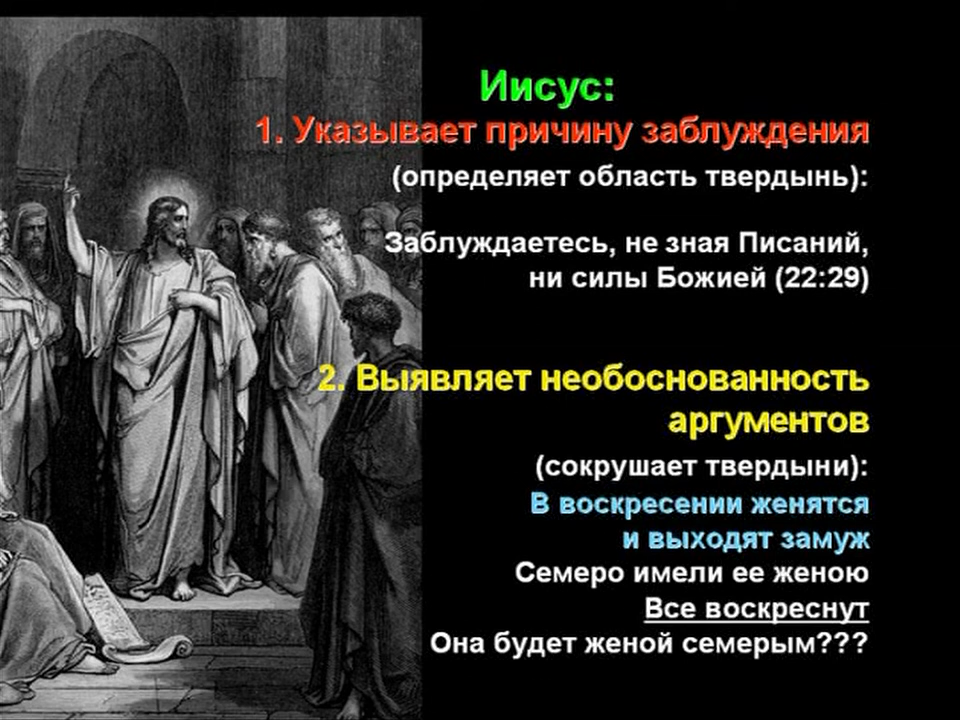 Иисус:
1. Указывает причину заблуждения
(определяет область твердынь):
Заблуждаетесь, не зная Писаний,
ни силы Божией (22:29)
2. Выявляет необоснованность
аргументов
(сокрушает твердыни):
В воскресении женятся
и выходят замуж
Семеро имели ее женою
Все воскреснут
Она будет женой семерым???